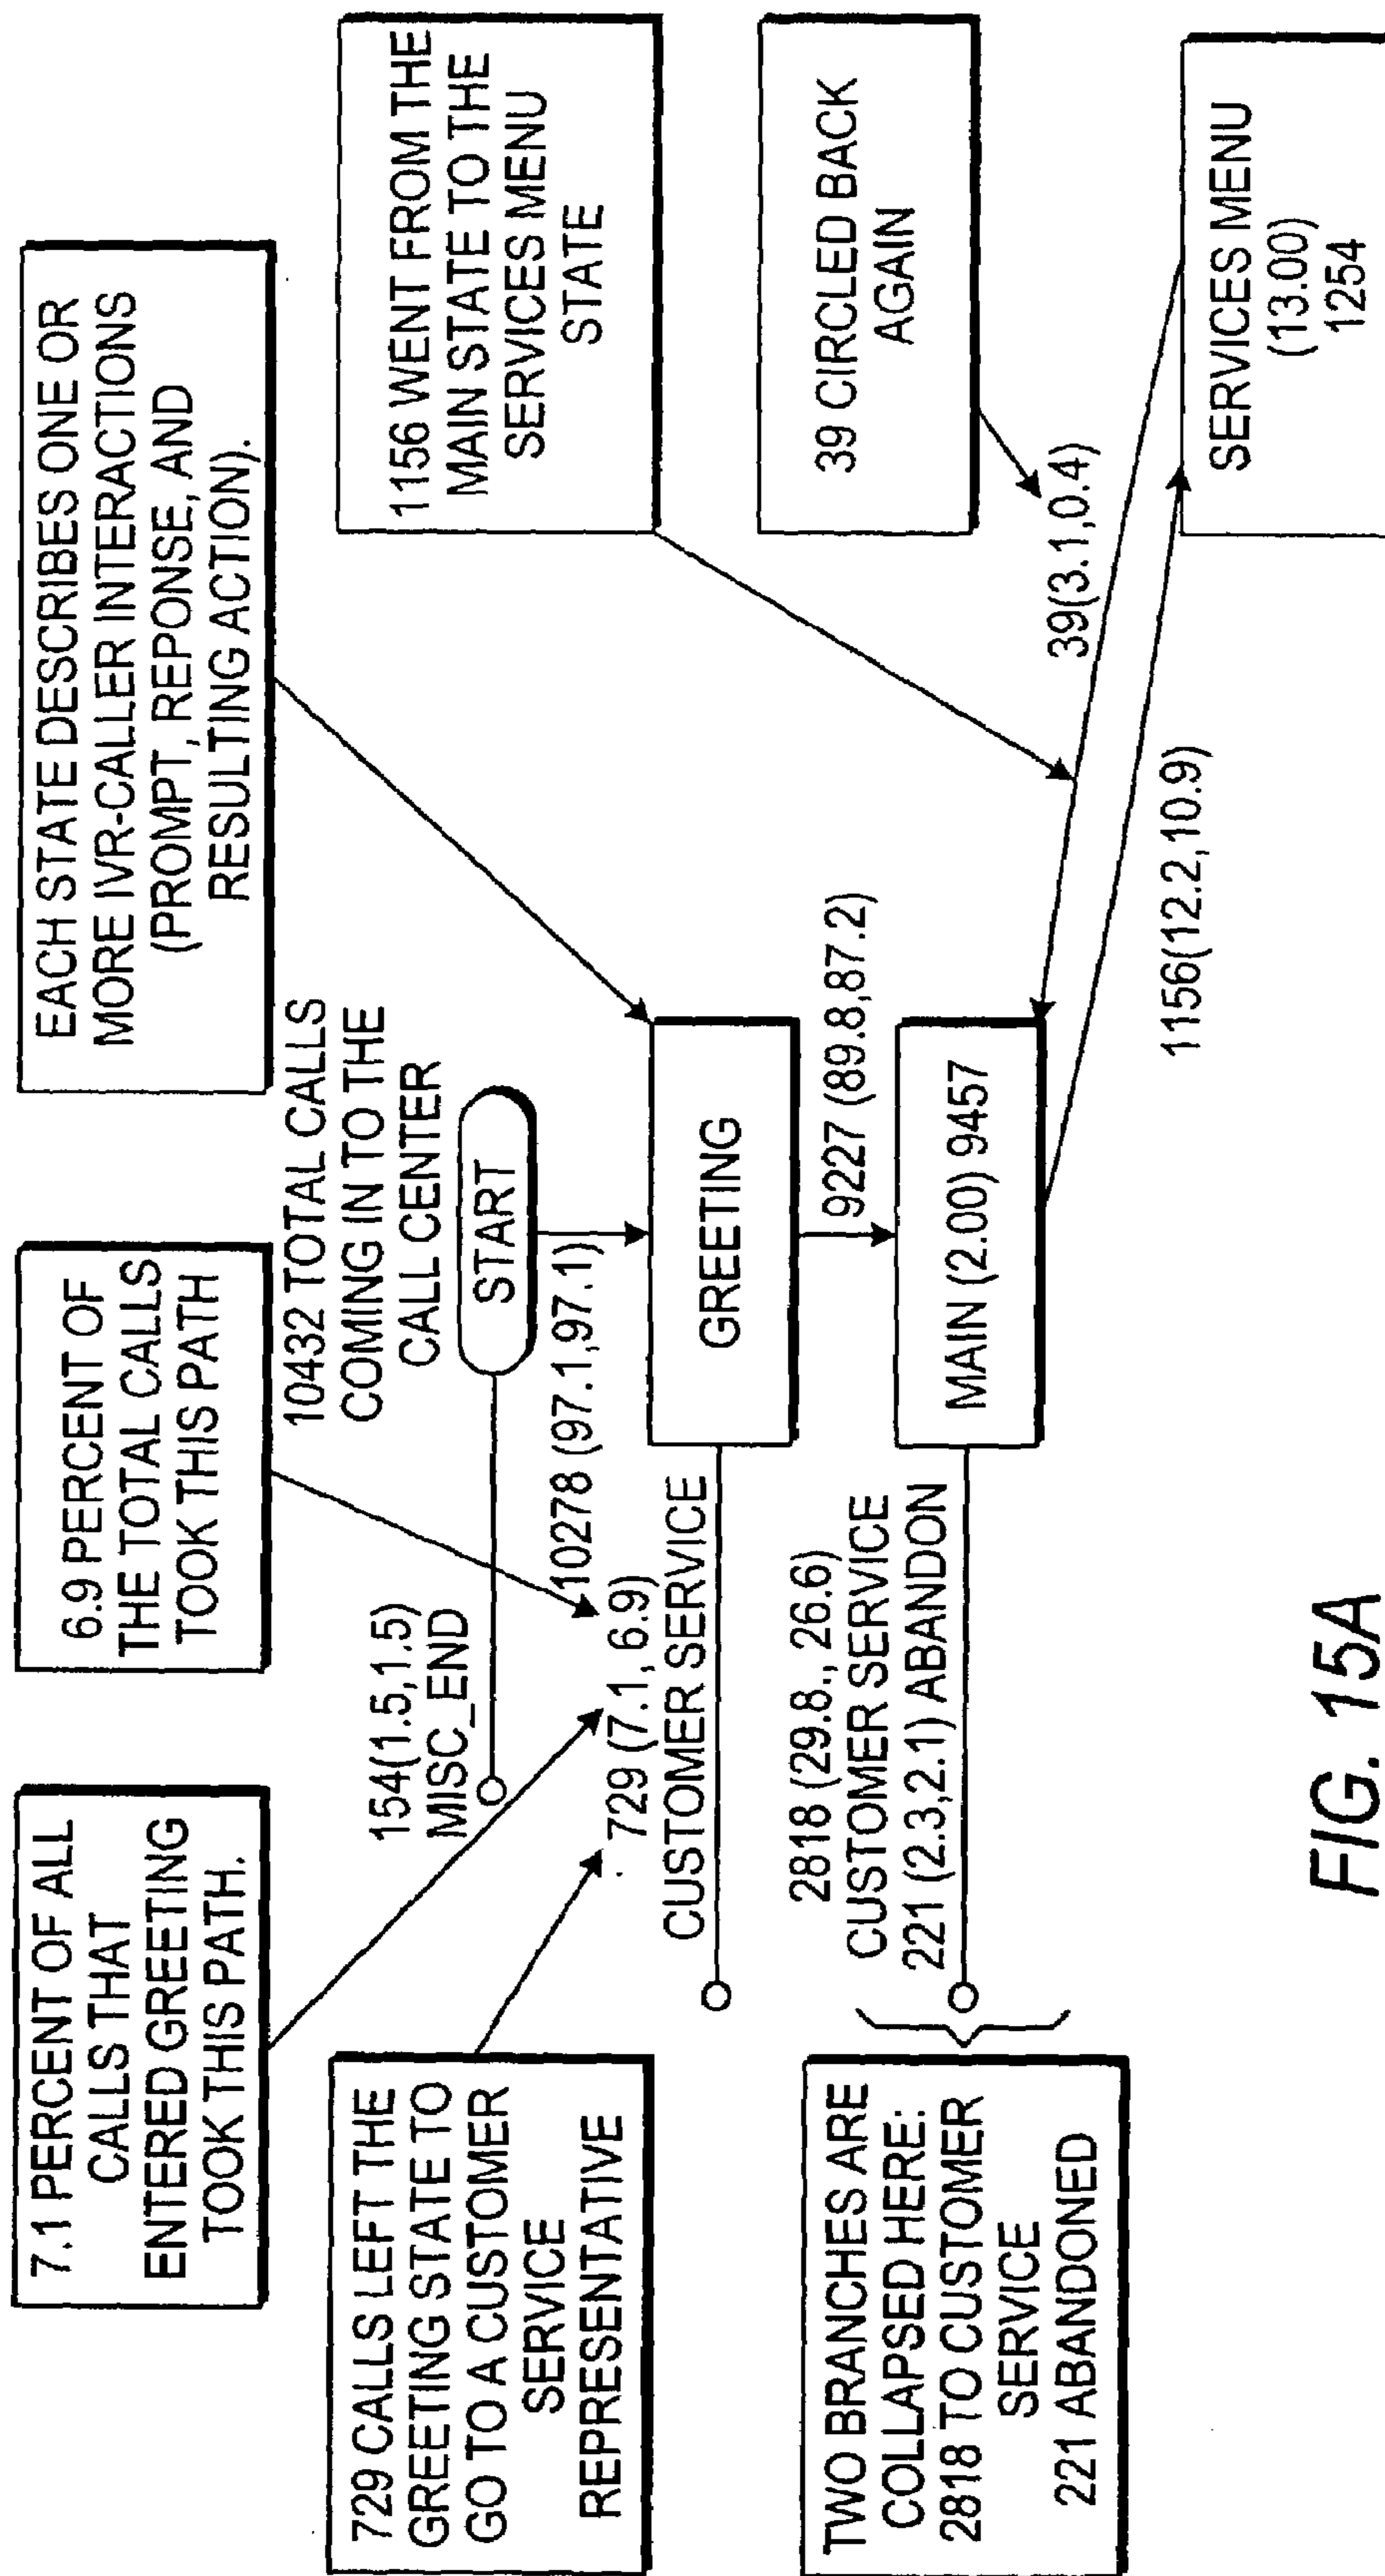 7.1 PERCENT OF ALL
CALLS THAT
ENTERED GREETING
TOOK THIS PATH.
6.9 PERCENT OF
THE TOTAL CALLS
TOOK THIS PATH
EACH STATE DESCRIBES ONE OR
MORE IVR-CALLER INTERACTIONS
(PROMPT, REPONSE, AND
RESULTING ACTION).
10432 TOTAL CALLS
COMING IN TO THE
CALL CENTER
START
154(1.5,1.5)
MISC_END
10278 (97.1,97.1)
729 CALLS LEFT THE
GREETING STATE TO
GO TO A CUSTOMER
SERVICE
REPRESENTATIVE
729 (7.1, 6.9)
CUSTOMER SERVICE
GREETING
1156 WENT FROM THE
MAIN STATE TO THE
SERVICES MENU
STATE
9227 (89.8,87.2)
TWO BRANCHES ARE
COLLAPSED HERE:
2818 TO CUSTOMER
SERVICE
221 ABANDONED
2818 (29.8., 26.6)
CUSTOMER SERVICE
221 (2.3,2.1) ABANDON
MAIN (2.00) 9457
39 CIRCLED BACK
AGAIN
39(3.1,0.4)
1156(12.2,10.9)
SERVICES MENU
(13.00)
1254
FIG. 15A